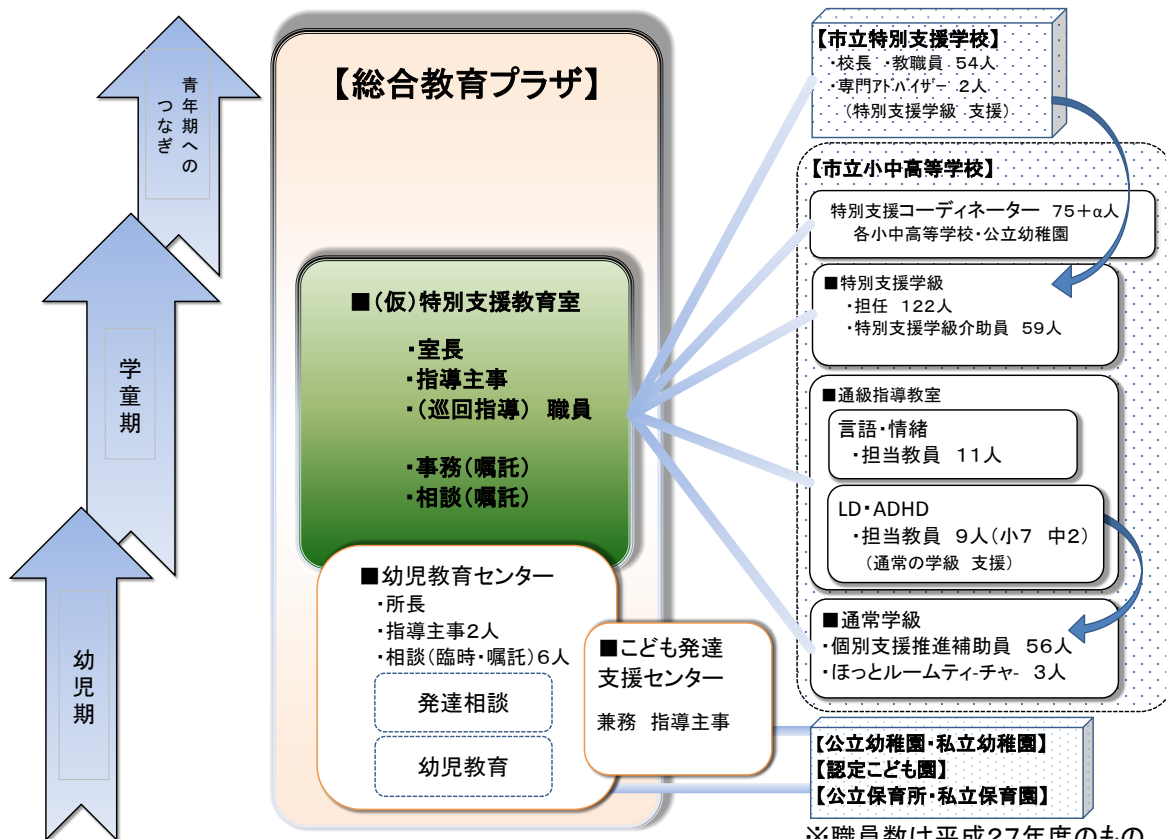 青年期への
つなぎ
学童期
幼児期
【総合教育プラザ】
■(仮)特別支援教育室
・室長
・指導主事
・(巡回指導) 職員
・事務(嘱託)
・相談(嘱託)
■幼児教育センター
・所長
・指導主事2人
・相談(臨時・嘱託)6人
発達相談
幼児教育
■こども発達
支援センター
兼務 指導主事
【市立特別支援学校】
・校長 ・教職員 54人
・専門アドバイザー 2人
(特別支援学級 支援)
【市立小中高等学校】
特別支援コーディネーター 75+α人
各小中高等学校・公立幼稚園
■特別支援学級
・担任 122人
・特別支援学級介助員 59人
■通級指導教室
言語・情緒
・担当教員 11人
LD・ADHD
・担当教員 9人(小7 中2)
(通常の学級 支援)
■通常学級
・個別支援推進補助員 56人
・ほっとルームティ-チャ- 3人
【公立幼稚園・私立幼稚園】
【認定こども園】
【公立保育所・私立保育園】
※職員数は平成27年度のもの